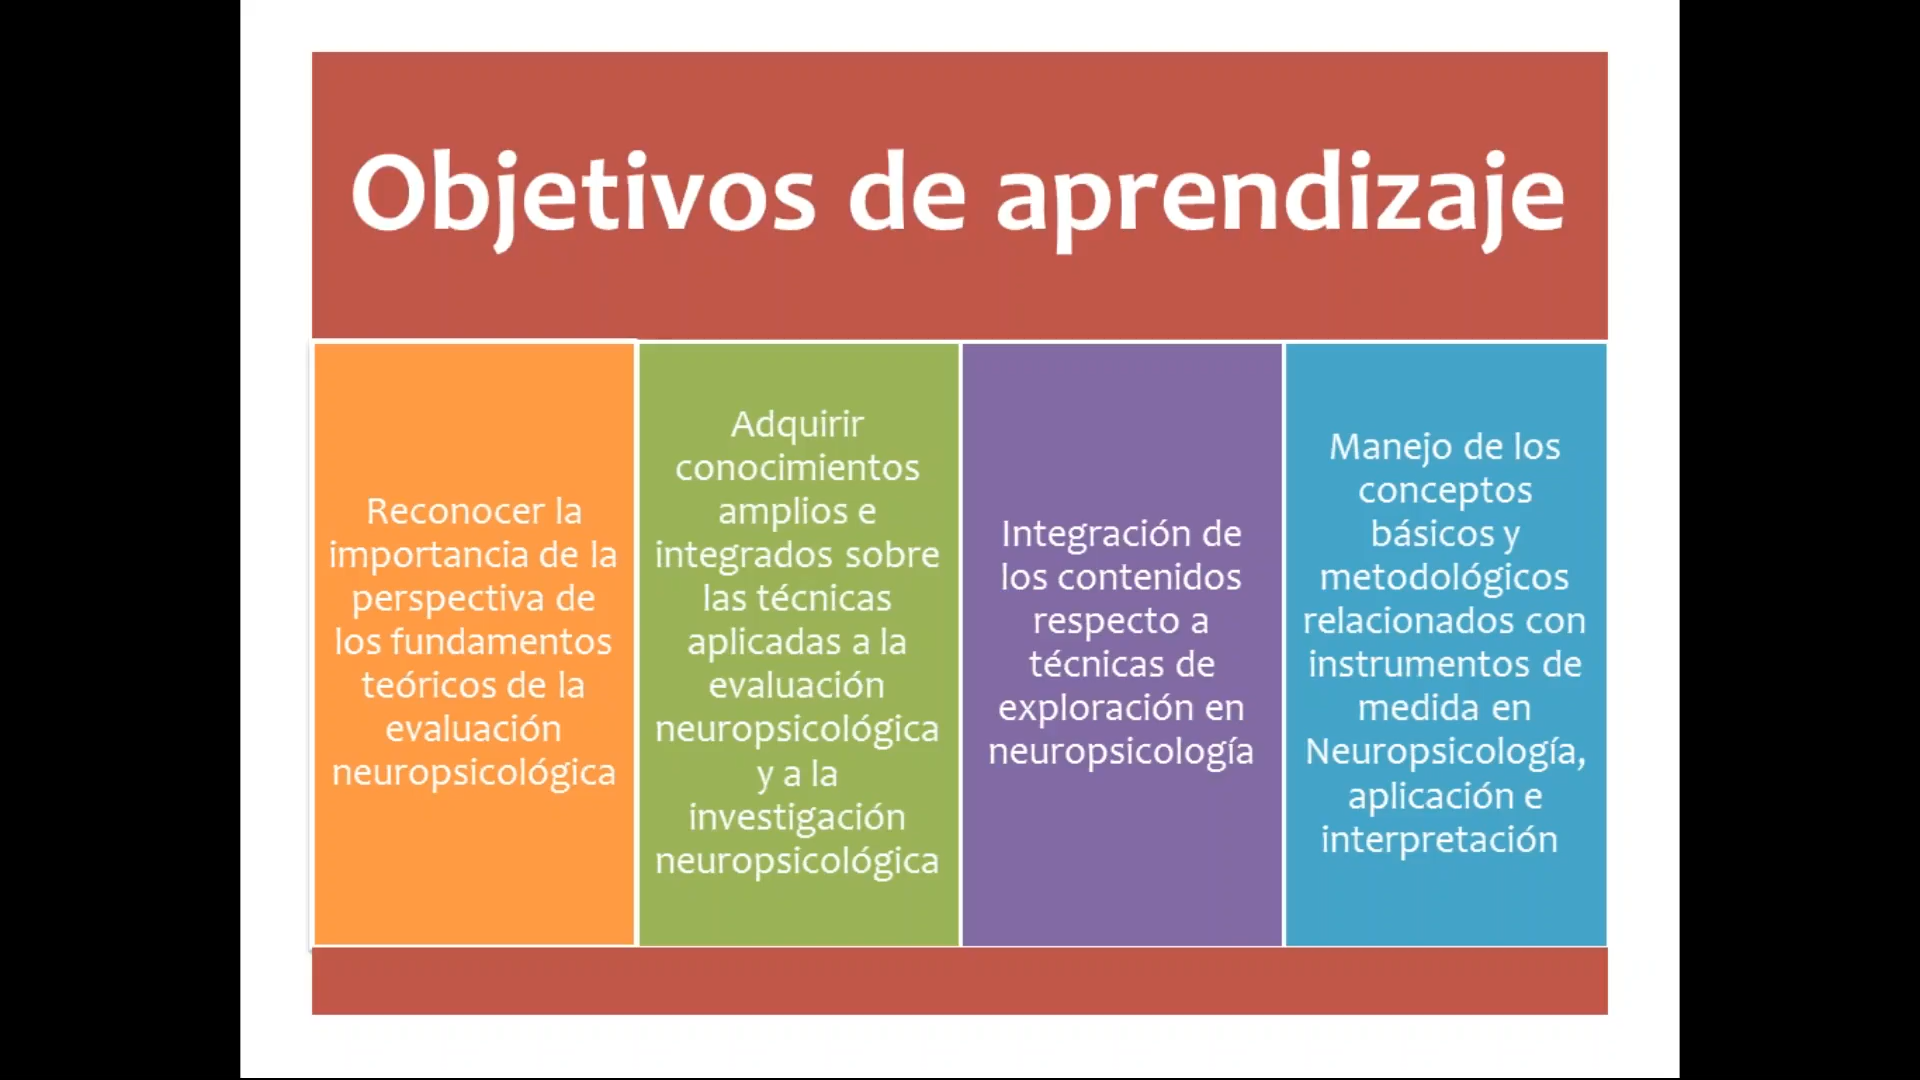 Objetivos de aprendizaje
Reconocer la
importancia de la
perspectiva de
los fundamentos
teóricos de la
evaluación
neuropsicológica
Adquirir
conocimientos
amplios e
integrados sobre
las técnicas
aplicadas a la
evaluación
neuropsicológica
y a la
investigación
neuropsicológica
Integración de
los contenidos
respecto a
técnicas de
exploración en
neuropsicología
Manejo de los
conceptos
básicos y
metodológicos
relacionados con
instrumentos de
medida en
Neuropsicología,
aplicación e
interpretación